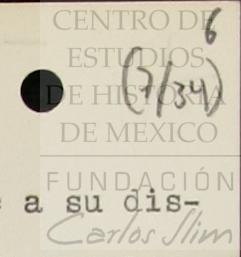 CENTRO DE
6
ESTUDIOS
(7/34)
DE HISTORIA
DE MEXICO
FUNDACIÓN
a su dis-
Carlos Slim